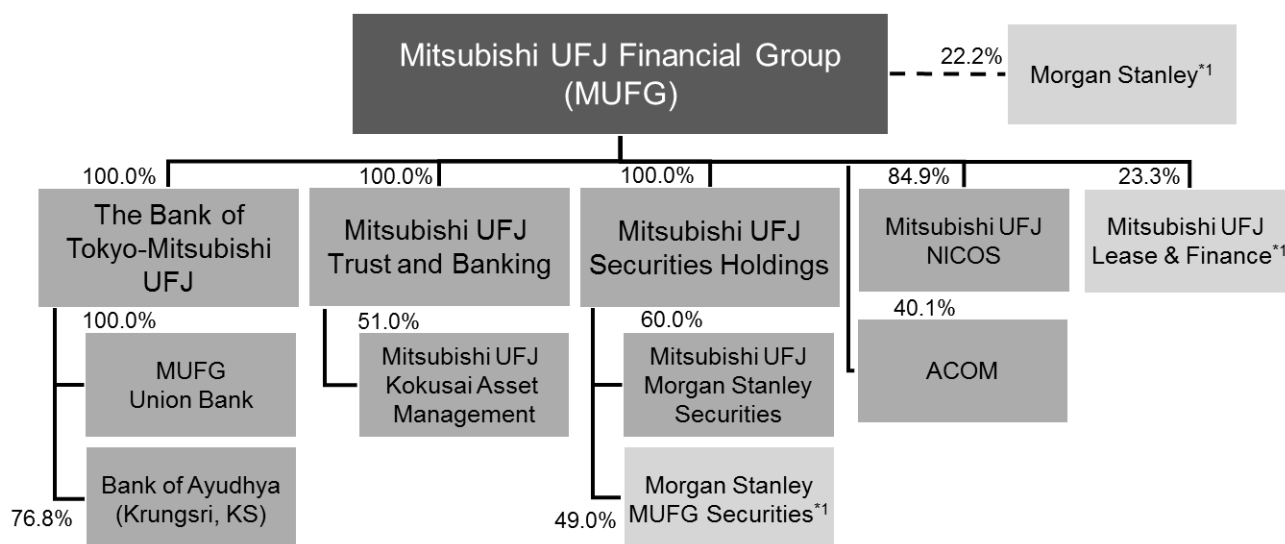 Mitsubishi UFJ Financial Group
(MUFG)
22.2%
Morgan Stanley*1
100.0%
The Bank of
Tokyo-Mitsubishi
UFJ
100.0%
Mitsubishi UFJ
Trust and Banking
100.0%
Mitsubishi UFJ
Securities Holdings
84.9%
Mitsubishi UFJ
NICOS
23.3%
Mitsubishi UFJ
Lease & Finance*1
100.0%
MUFG
Union Bank
51.0%
Mitsubishi UFJ
Kokusai Asset
Management
60.0%
Mitsubishi UFJ
Morgan Stanley
Securities
40.1%
ACOM
76.8%
Bank of Ayudhya
(Krungsri, KS)
49.0%
Morgan Stanley
MUFG Securities*1